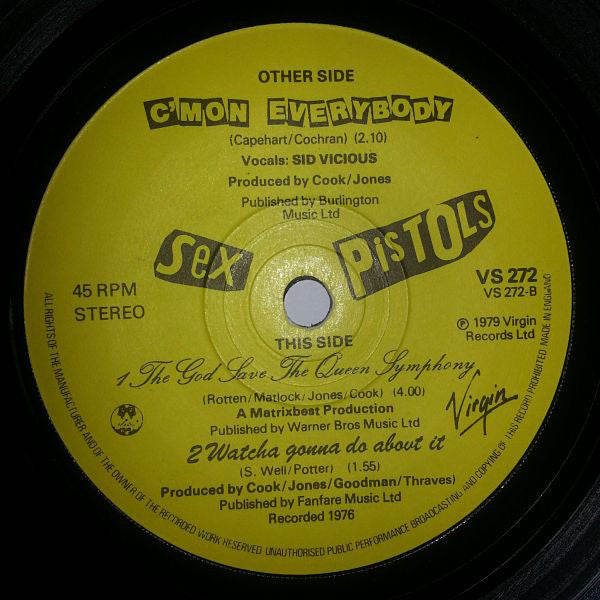 OTHER SIDE
C'MON EVERYBODY
(Capehart/Cochran) (2.10)
Vocals: SID VICIOUS
Produced by Cook/Jones
Published by Burlington
Music Ltd
Sex PiSTOLS
45 RPM
STEREO
VS 272
VS 272-B
℗ 1979 Virgin
Records Ltd
THIS SIDE
1 The God Save The Queen Symphony
(Rotten/Matlock/Jones/Cook) (4.00)
A Matrixbest Production
Published by Warner Bros Music Ltd
Virgin
2 Watcha gonna do about it
(S. Well/Potter) (1.55)
Produced by Cook/Jones/Goodman/Thraves)
Published by Fanfare Music Ltd
Recorded 1976
ALL RIGHTS OF THE MANUFACTURER AND OF THE OWNER OF THE RECORDED WORK RESERVED. UNAUTHORISED PUBLIC PERFORMANCE BROADCASTING AND COPYING OF THIS RECORD PROHIBITED. MADE IN ENGLAND